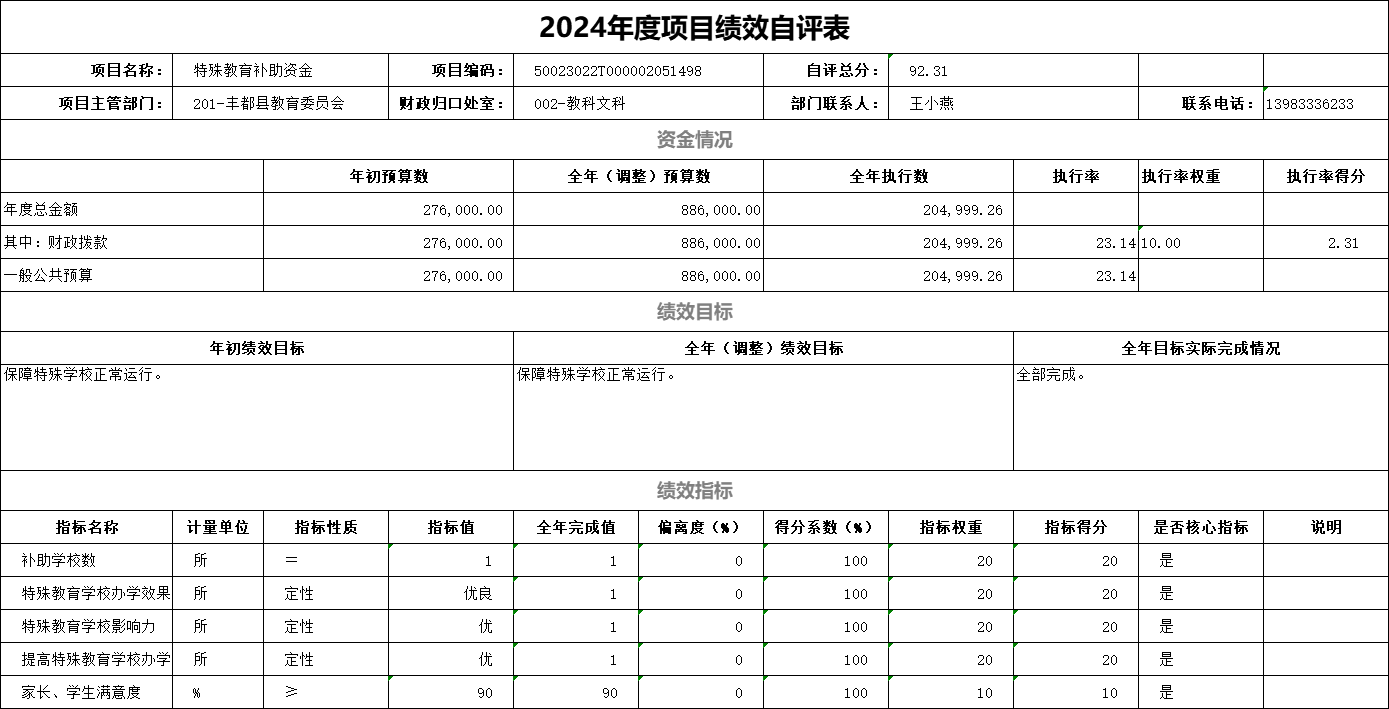 2024年度项目绩效自评表
项目名称： 特殊教育补助资金 项目编码： 50023022T000002051498 自评总分： 92.31
项目主管部门： 201-丰都县教育委员会 财政归口处室： 002-教科文科 部门联系人： 王小燕 联系电话： 13983336233
资金情况
年初预算数 全年（调整）预算数 全年执行数 执行率 执行率权重 执行率得分
年度总金额 276,000.00 886,000.00 204,999.26
其中：财政拨款 276,000.00 886,000.00 204,999.26 23.14 10.00 2.31
一般公共预算 276,000.00 886,000.00 204,999.26 23.14
绩效目标
年初绩效目标 全年（调整）绩效目标 全年目标实际完成情况
保障特殊学校正常运行。 保障特殊学校正常运行。 全部完成。
绩效指标
指标名称 计量单位 指标性质 指标值 全年完成值 偏离度（%） 得分系数（%） 指标权重 指标得分 是否核心指标 说明
补助学校数 所 ＝ 1 1 0 100 20 20 是
特殊教育学校办学效果 所 定性 优良 1 0 100 20 20 是
特殊教育学校影响力 所 定性 优 1 0 100 20 20 是
提高特殊教育学校办学 所 定性 优 1 0 100 20 20 是
家长、学生满意度 % ≥ 90 90 0 100 10 10 是